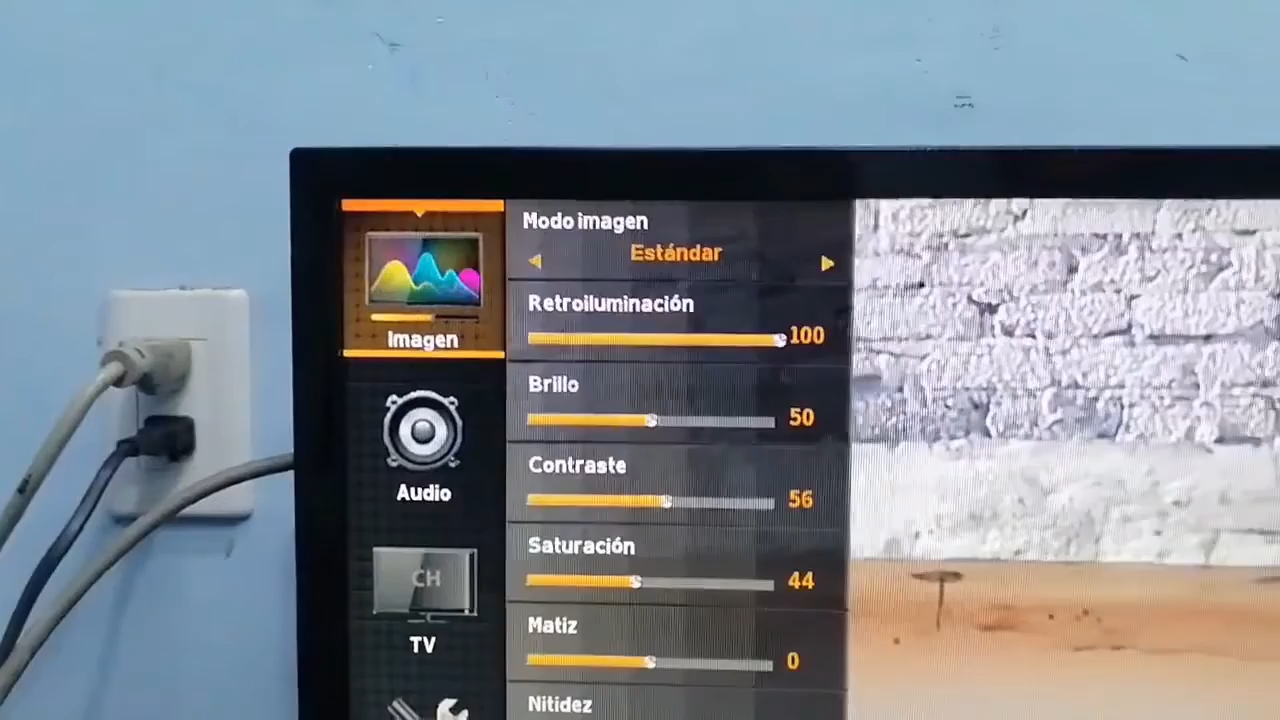 Modo imagen
Estándar
Retroiluminación
100
Imagen
Brillo
50
Contraste
56
Audio
Saturación
44
CH
TV
Matiz
0
Nitidez